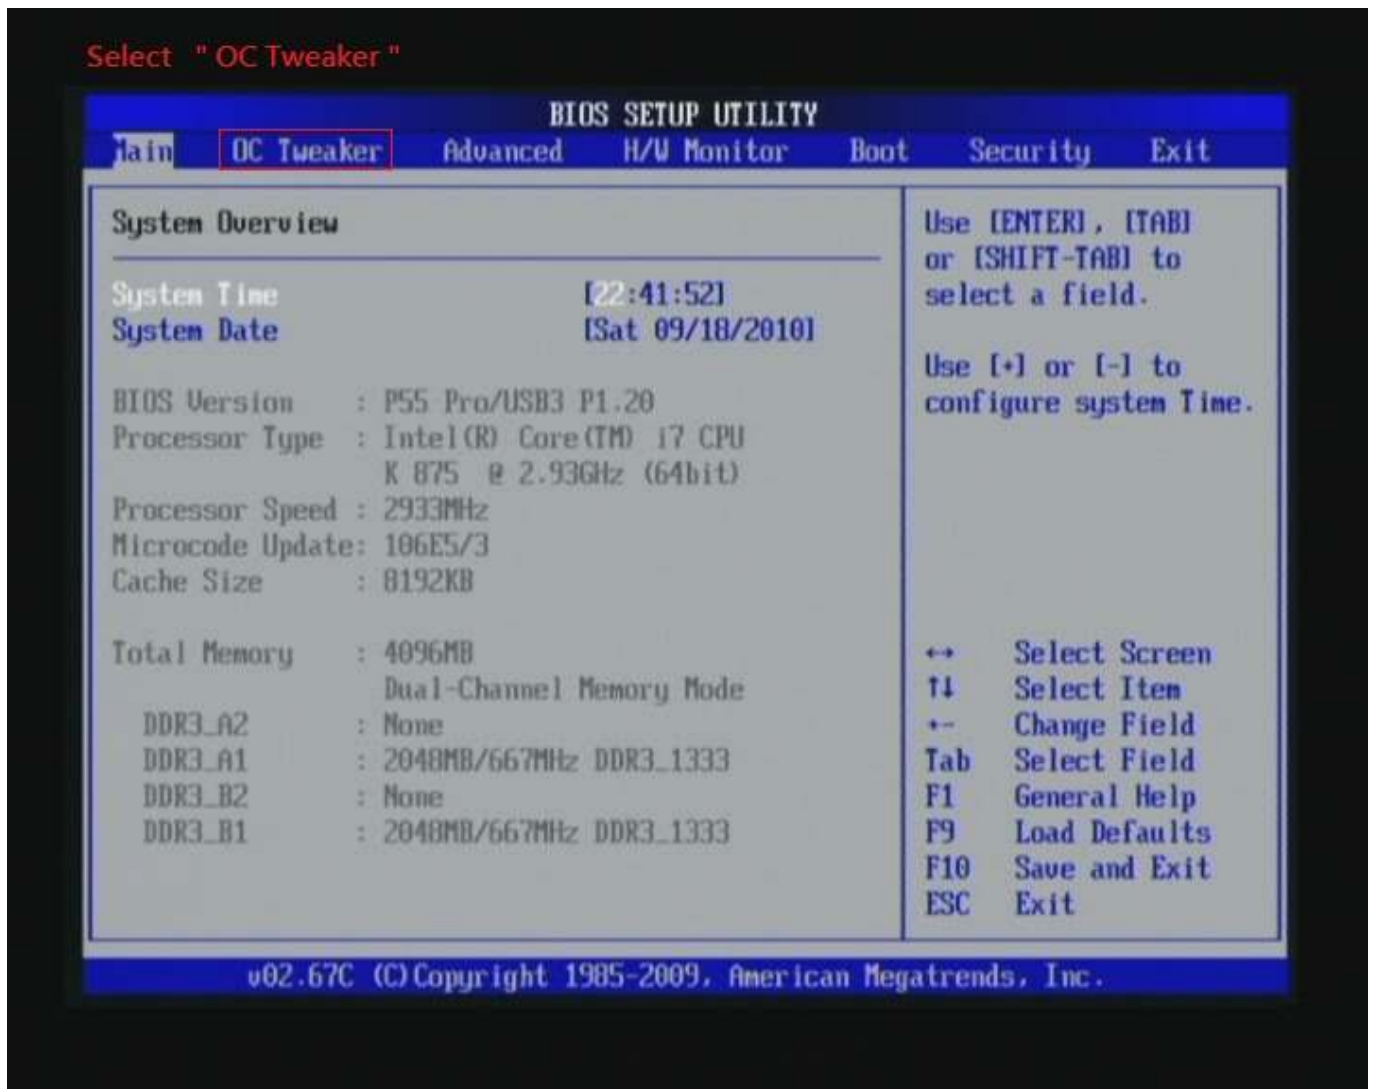 Select " OC Tweaker "
BIOS SETUP UTILITY
Main OC Tweaker Advanced H/W Monitor Boot Security Exit
System Overview
System Time [22:41:52]
System Date [Sat 09/18/2010]
BIOS Version : P55 Pro/USB3 P1.20
Processor Type : Intel(R) Core(TM) i7 CPU
K 875 @ 2.93GHz (64bit)
Processor Speed : 2933MHz
Microcode Update: 106E5/3
Cache Size : 8192KB
Total Memory : 4096MB
Dual-Channel Memory Mode
DDR3_A2 : None
DDR3_A1 : 2048MB/667MHz DDR3_1333
DDR3_B2 : None
DDR3_B1 : 2048MB/667MHz DDR3_1333
Use [ENTER], [TAB]
or [SHIFT-TAB] to
select a field.
Use [+] or [-] to
configure system Time.
↔ Select Screen
↑↓ Select Item
+- Change Field
Tab Select Field
F1 General Help
F9 Load Defaults
F10 Save and Exit
ESC Exit
v02.67C (C)Copyright 1985-2009, American Megatrends, Inc.